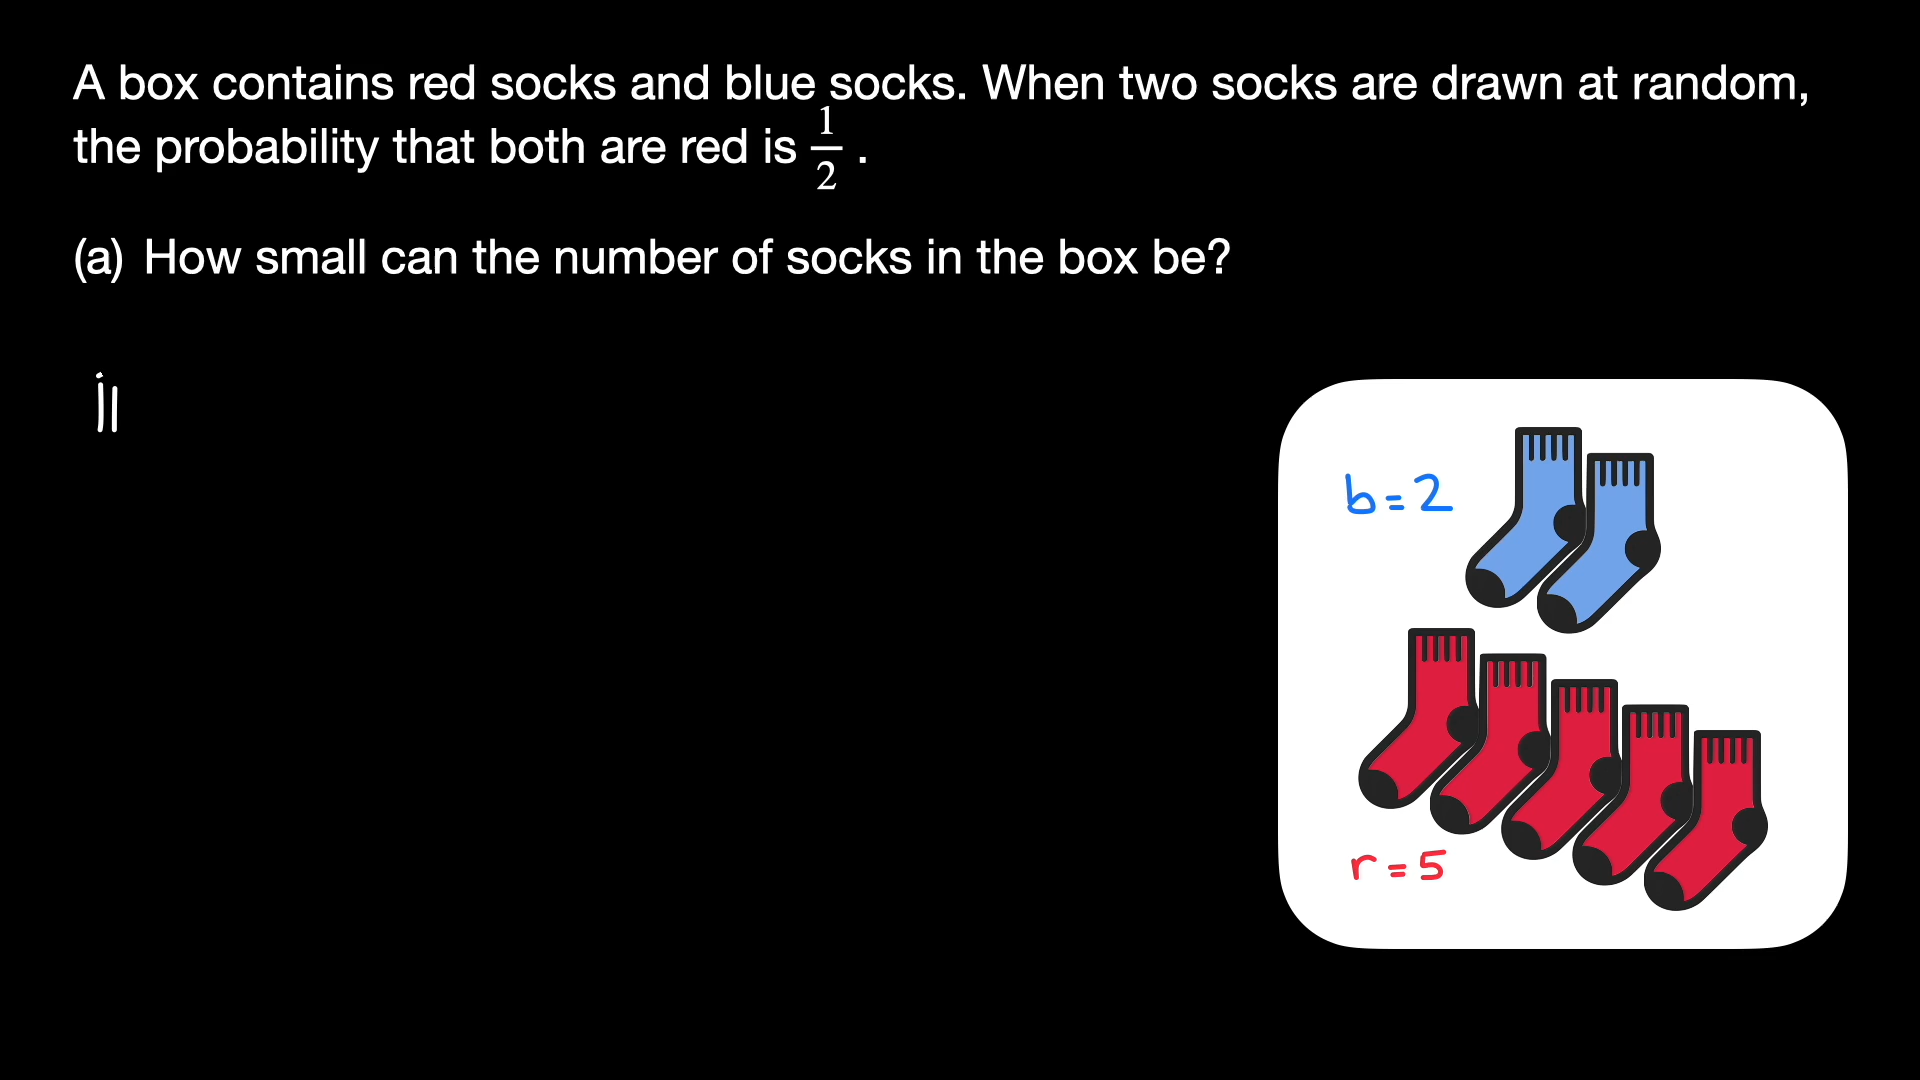 A box contains red socks and blue socks. When two socks are drawn at random,
the probability that both are red is 1/2 .
(a) How small can the number of socks in the box be?
b = 2
r = 5